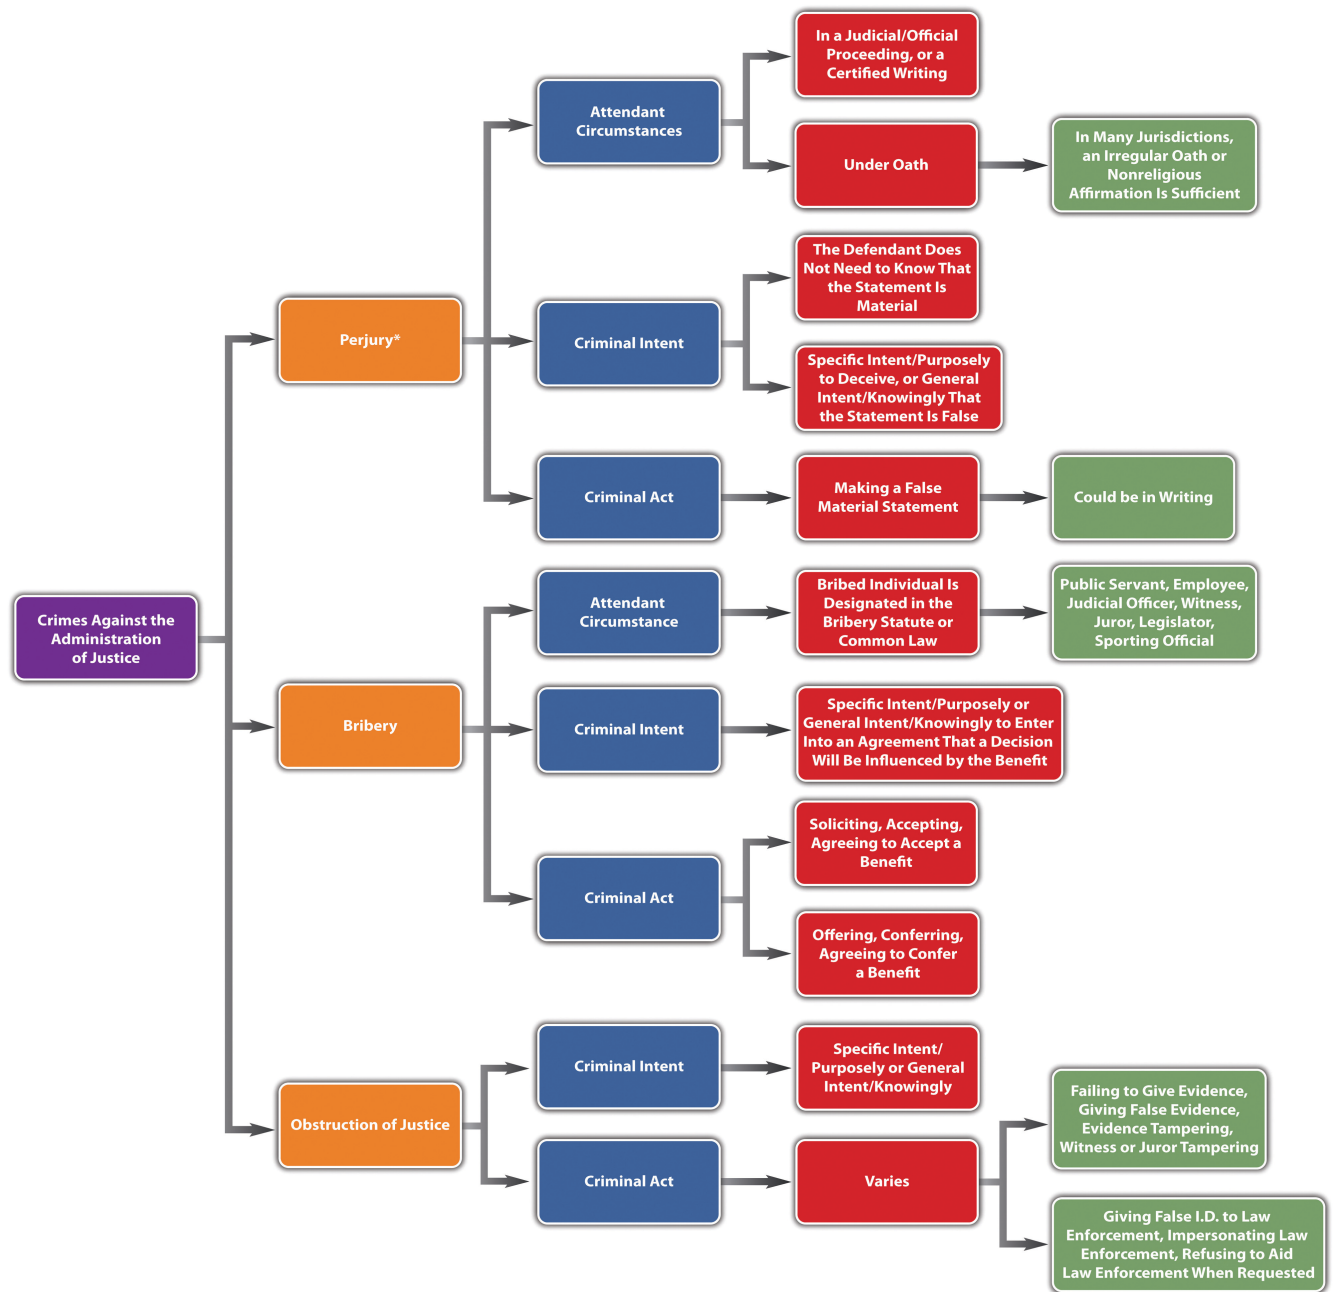 Crimes Against the
Administration
of Justice
Perjury*
Attendant
Circumstances
In a Judicial/Official
Proceeding, or a
Certified Writing
Under Oath
In Many Jurisdictions,
an Irregular Oath or
Nonreligious
Affirmation Is Sufficient
Criminal Intent
The Defendant Does
Not Need to Know That
the Statement Is
Material
Specific Intent/Purposely
to Deceive, or General
Intent/Knowingly That
the Statement Is False
Criminal Act
Making a False
Material Statement
Could be in Writing
Bribery
Attendant
Circumstance
Bribed Individual Is
Designated in the
Bribery Statute or
Common Law
Public Servant, Employee,
Judicial Officer, Witness,
Juror, Legislator,
Sporting Official
Criminal Intent
Specific Intent/Purposely or
General Intent/Knowingly to Enter
Into an Agreement That a Decision
Will Be Influenced by the Benefit
Criminal Act
Soliciting, Accepting,
Agreeing to Accept a
Benefit
Offering, Conferring,
Agreeing to Confer
a Benefit
Obstruction of Justice
Criminal Intent
Specific Intent/
Purposely or General
Intent/Knowingly
Criminal Act
Varies
Failing to Give Evidence,
Giving False Evidence,
Evidence Tampering,
Witness or Juror Tampering
Giving False I.D. to Law
Enforcement, Impersonating Law
Enforcement, Refusing to Aid
Law Enforcement When Requested